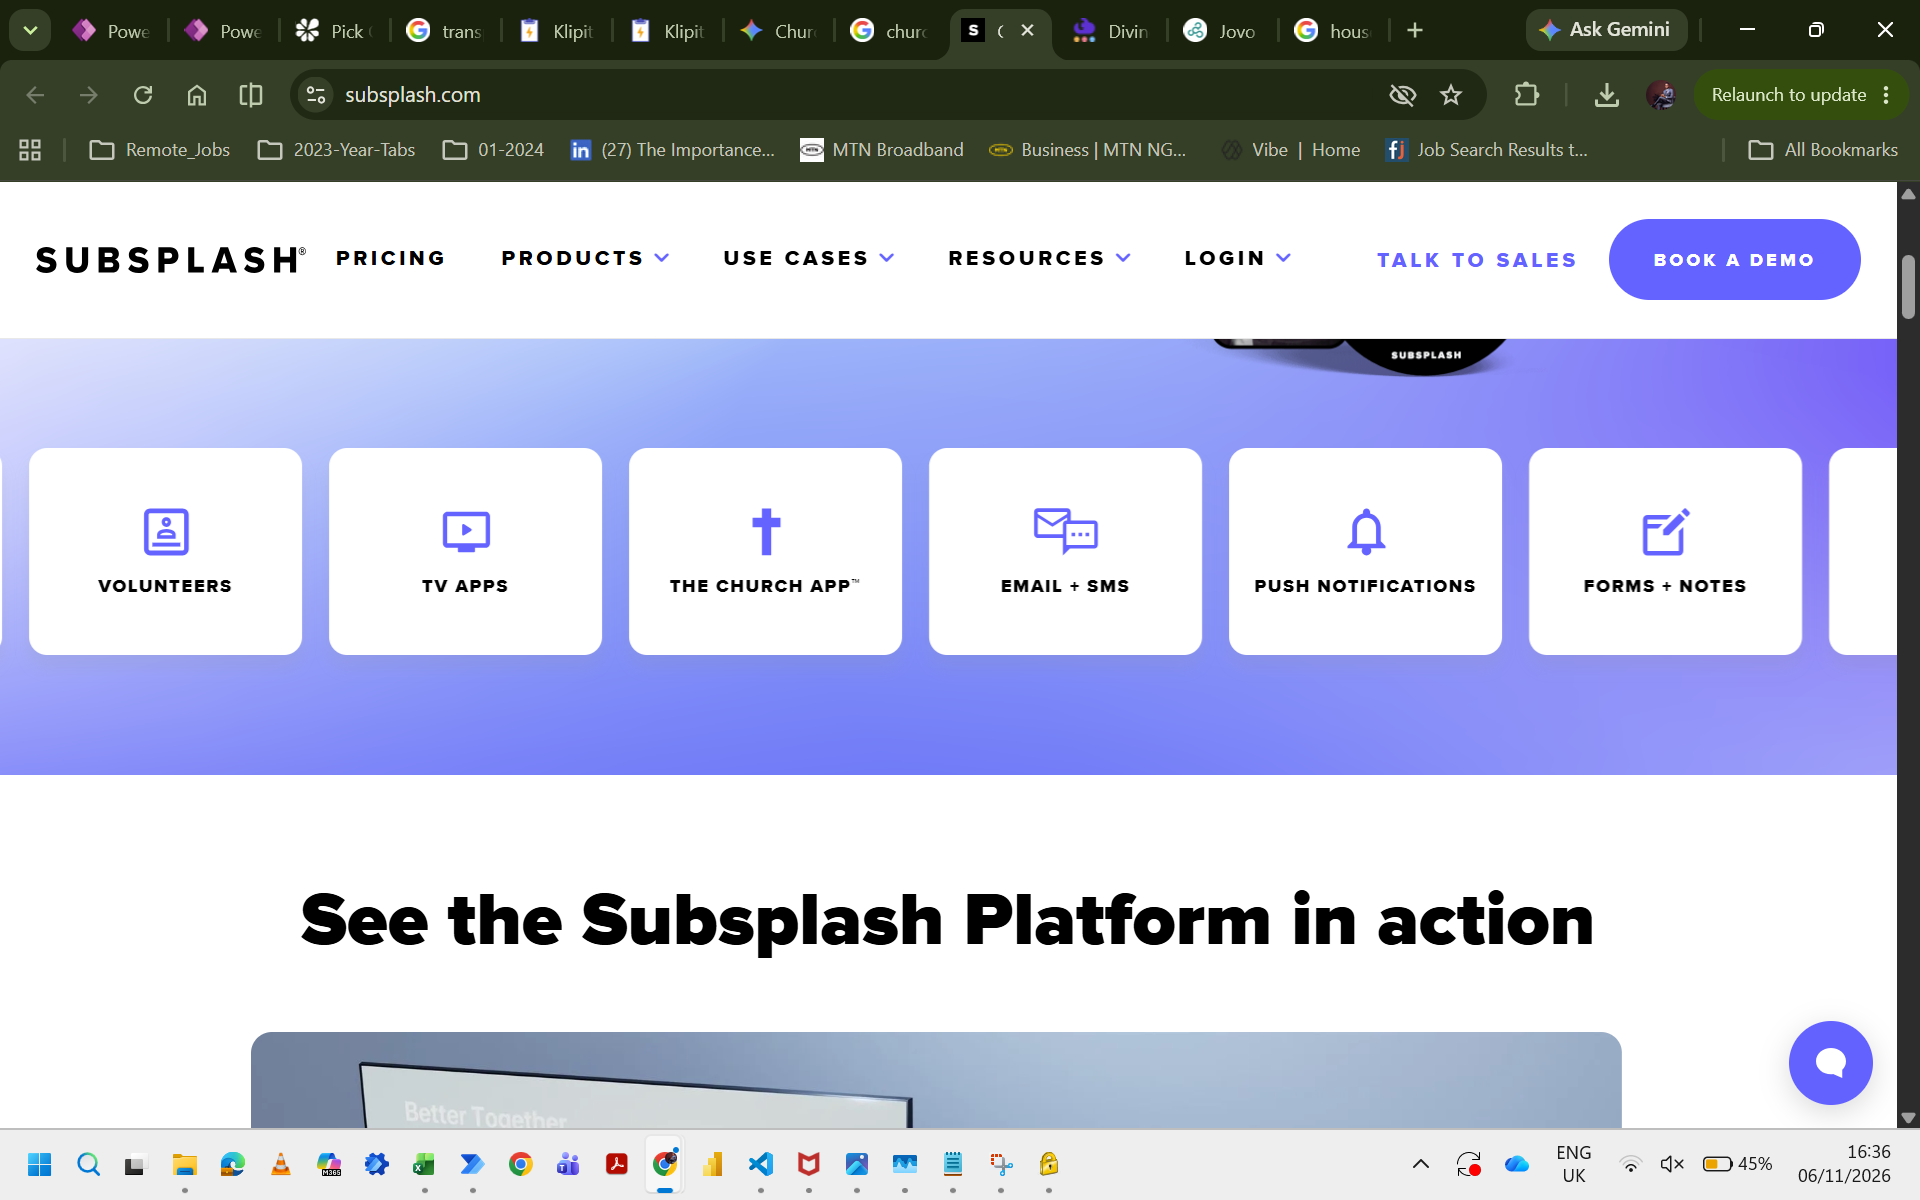 Powe
Powe
Pick
trans
Klipit
Klipit
Chur
churc
Divin
Jovo
hous
Ask Gemini
subsplash.com
Relaunch to update
Remote_Jobs
2023-Year-Tabs
01-2024
(27) The Importance...
MTN Broadband
Business | MTN NG...
Vibe | Home
Job Search Results t...
All Bookmarks
SUBSPLASH®
PRICING
PRODUCTS
USE CASES
RESOURCES
LOGIN
TALK TO SALES
BOOK A DEMO
SUBSPLASH
VOLUNTEERS
TV APPS
THE CHURCH APP™
EMAIL + SMS
PUSH NOTIFICATIONS
FORMS + NOTES
See the Subsplash Platform in action
Better Together
ENG
UK
45%
16:36
06/11/2026